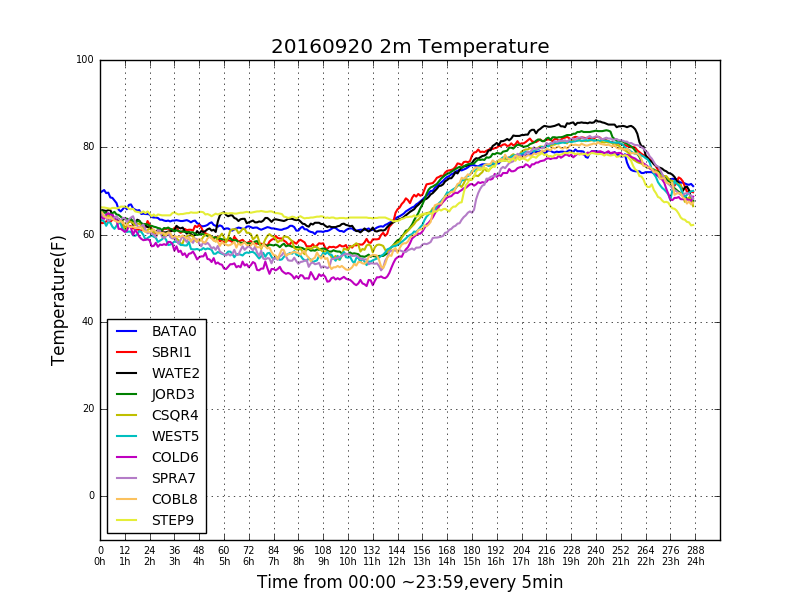 20160920 2m Temperature
100
80
60
40
20
0
Temperature(F)
BATA0
SBRI1
WATE2
JORD3
CSQR4
WEST5
COLD6
SPRA7
COBL8
STEP9
0 12 24 36 48 60 72 84 96 108 120 132 144 156 168 180 192 204 216 228 240 252 264 276 288
0h 1h 2h 3h 4h 5h 6h 7h 8h 9h 10h 11h 12h 13h 14h 15h 16h 17h 18h 19h 20h 21h 22h 23h 24h
Time from 00:00 ~23:59,every 5min